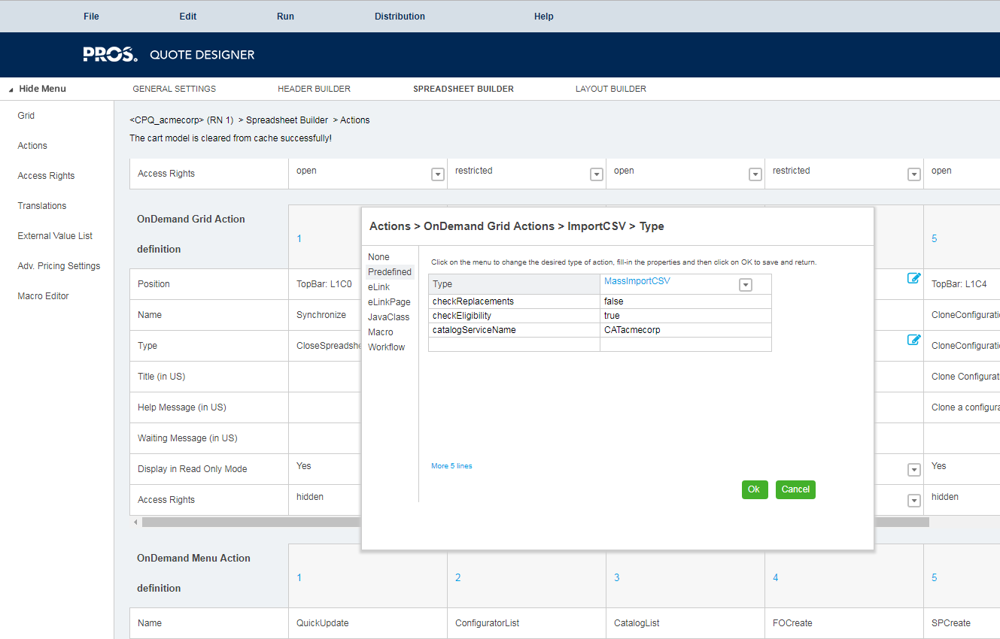 File Edit Run Distribution Help
PROS. QUOTE DESIGNER
Hide Menu GENERAL SETTINGS HEADER BUILDER SPREADSHEET BUILDER LAYOUT BUILDER
Grid
Actions
Access Rights
Translations
External Value List
Adv. Pricing Settings
Macro Editor
<CPQ_acmecorp> (RN 1) > Spreadsheet Builder > Actions
The cart model is cleared from cache successfully!
Access Rights open restricted open restricted open
OnDemand Grid Action
definition
1 5
Position TopBar: L1C0 TopBar: L1C4
Name Synchronize CloneConfigurati
Type CloseSpreadshe CloneConfigurati
Title (in US) Clone Configurat
Help Message (in US) Clone a configura
Waiting Message (in US)
Display in Read Only Mode Yes Yes
Access Rights hidden hidden
Actions > OnDemand Grid Actions > ImportCSV > Type
None
Predefined
eLink
eLinkPage
JavaClass
Macro
Workflow
Click on the menu to change the desired type of action, fill-in the properties and then click on OK to save and return.
Type MassImportCSV
checkReplacements false
checkEligibility true
catalogServiceName CATacmecorp
More 5 lines
Ok Cancel
OnDemand Menu Action
definition
1 2 3 4 5
Name QuickUpdate ConfiguratorList CatalogList FOCreate SPCreate